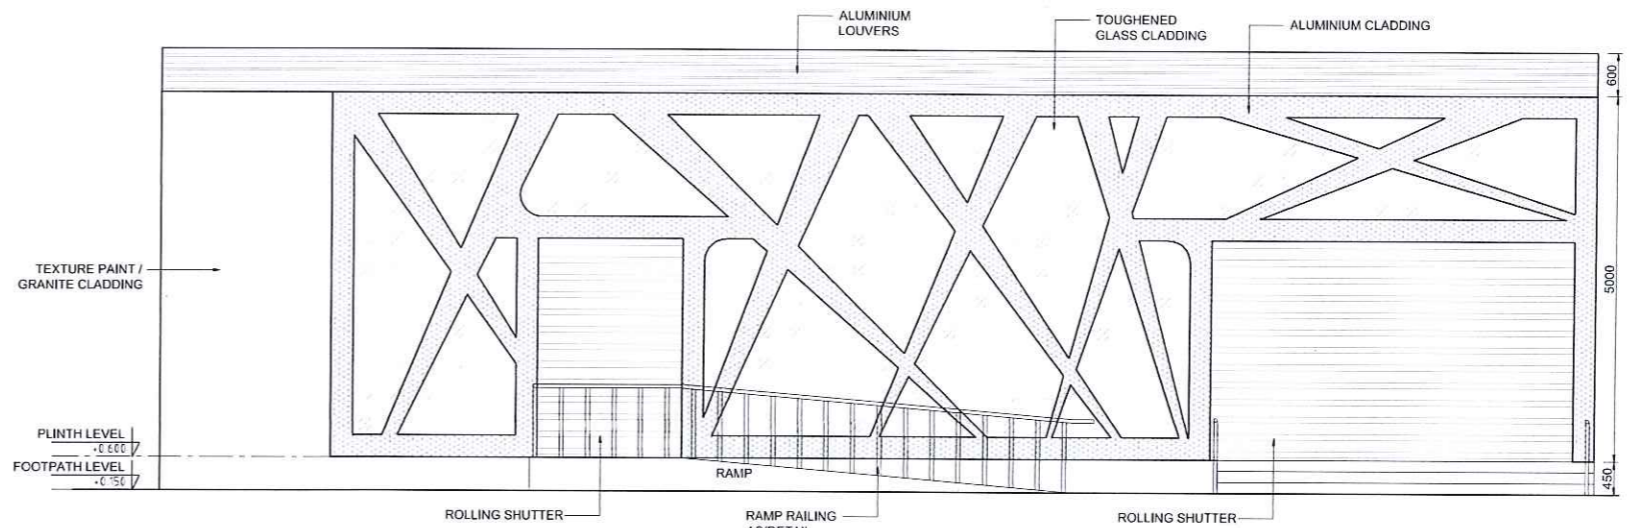 ALUMINIUM
LOUVERS
TOUGHENED
GLASS CLADDING
ALUMINIUM CLADDING
600
TEXTURE PAINT /
GRANITE CLADDING
5000
PLINTH LEVEL
+0.600
FOOTPATH LEVEL
+0.150
RAMP
450
ROLLING SHUTTER
RAMP RAILING
ROLLING SHUTTER